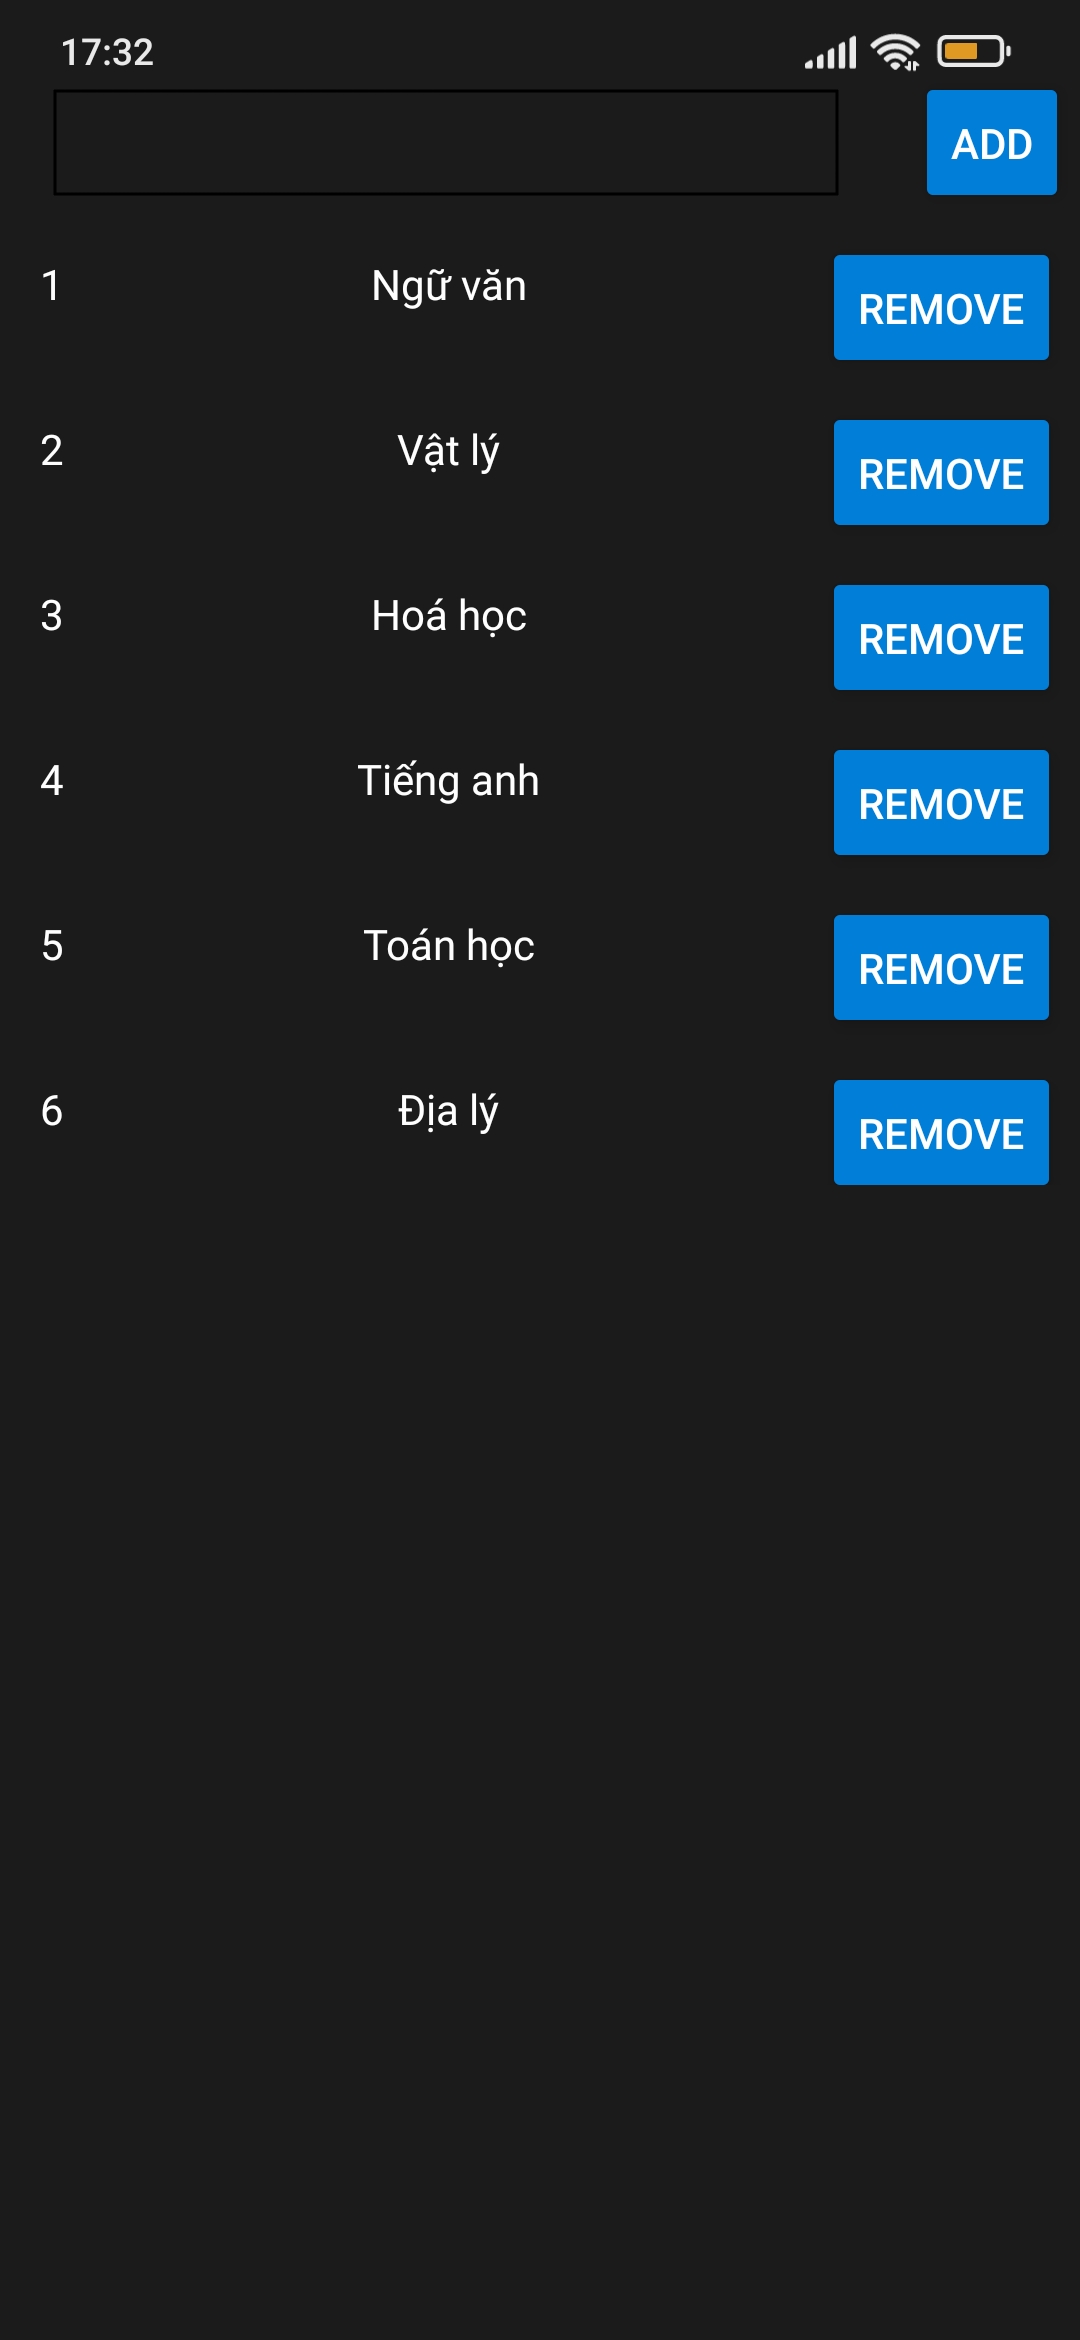 17:32
ADD
1 Ngữ văn REMOVE
2 Vật lý REMOVE
3 Hoá học REMOVE
4 Tiếng anh REMOVE
5 Toán học REMOVE
6 Địa lý REMOVE